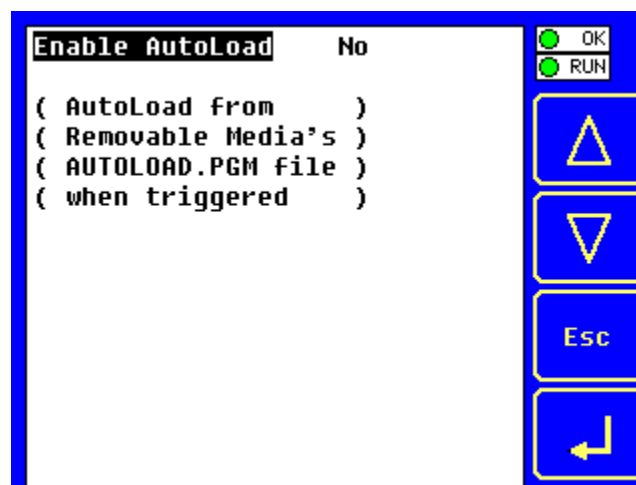 Enable AutoLoad No
( AutoLoad from )
( Removable Media's )
( AUTOLOAD.PGM file )
( when triggered )
OK
RUN
Esc